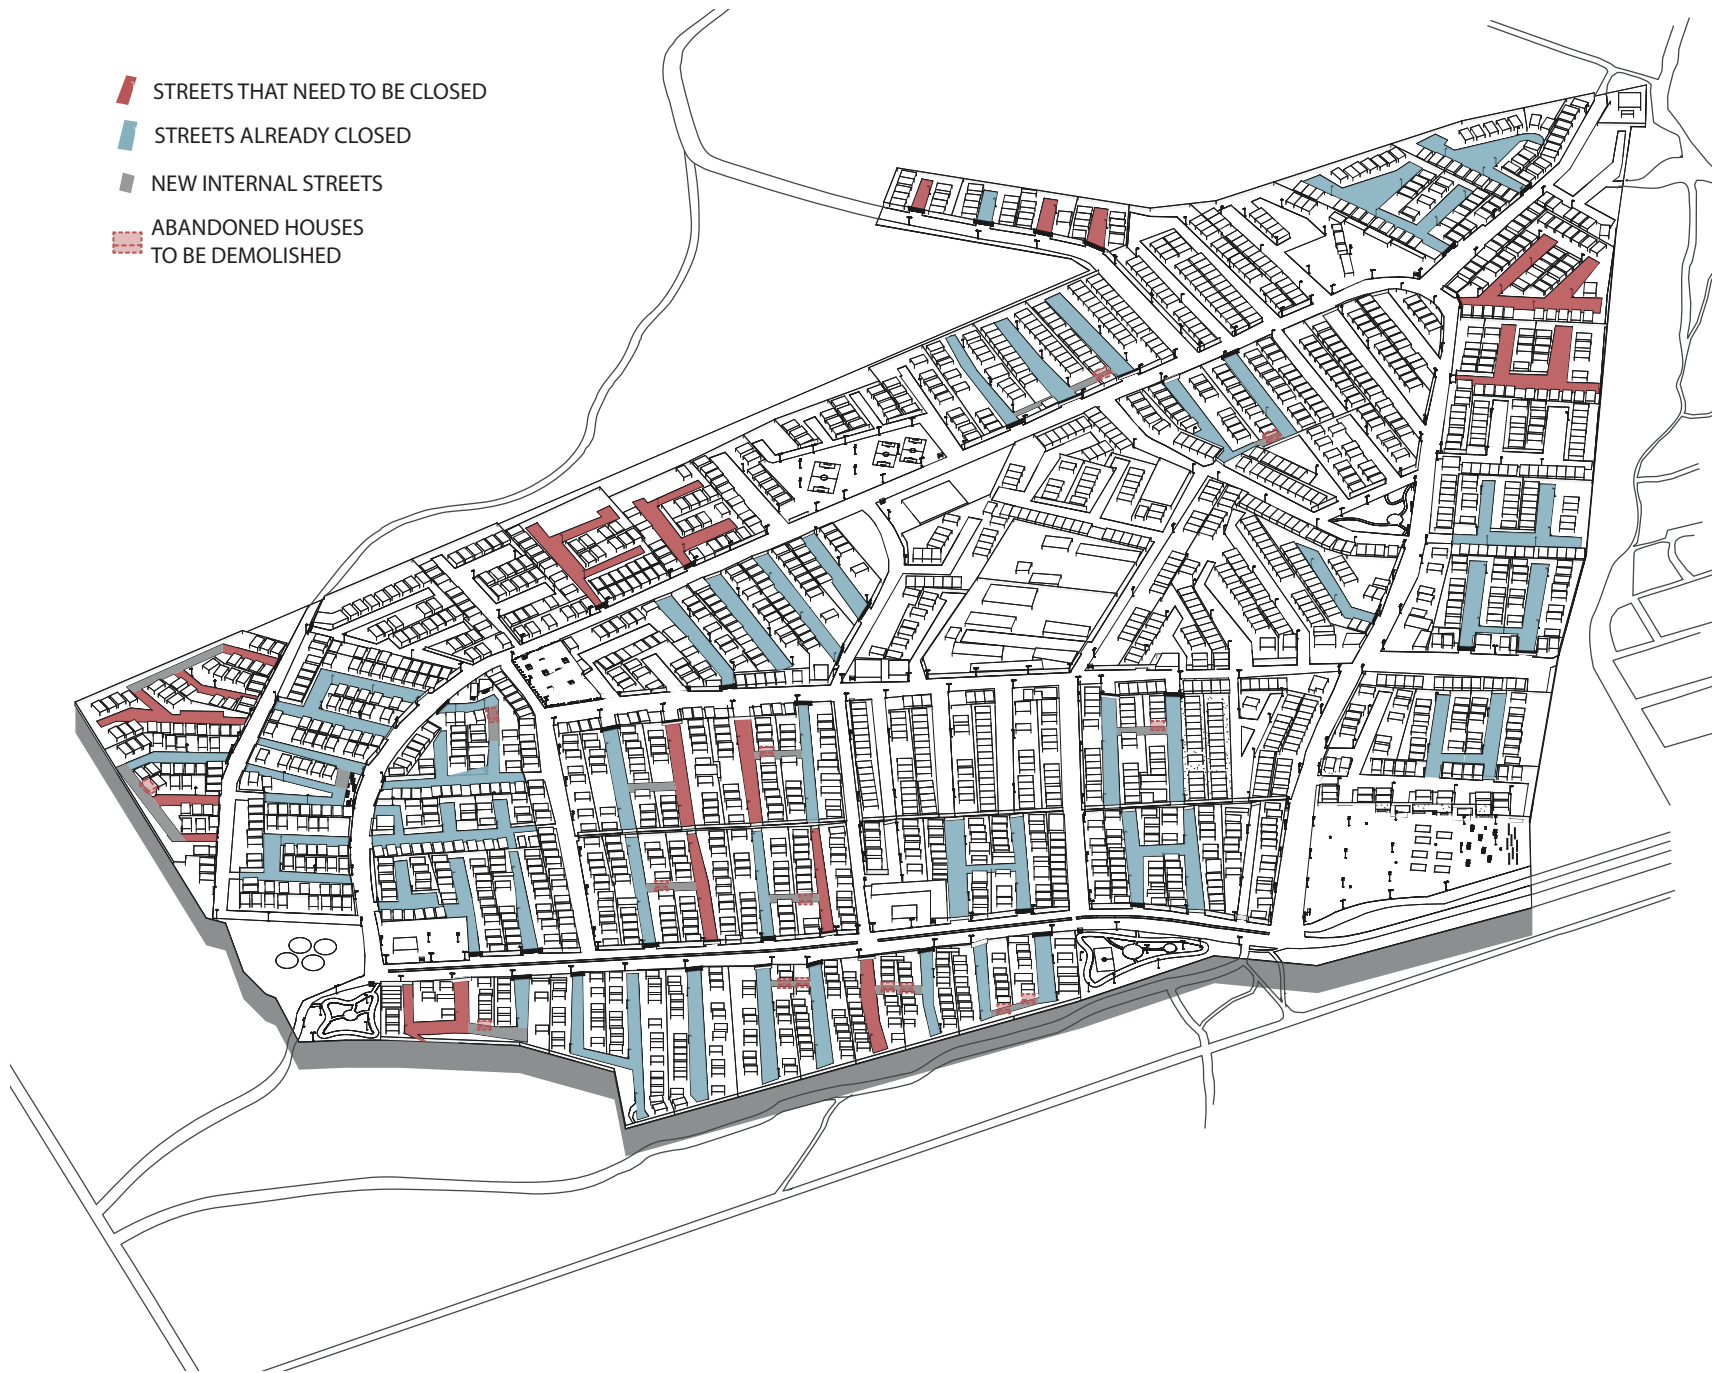 STREETS THAT NEED TO BE CLOSED
STREETS ALREADY CLOSED
NEW INTERNAL STREETS
ABANDONED HOUSES
TO BE DEMOLISHED